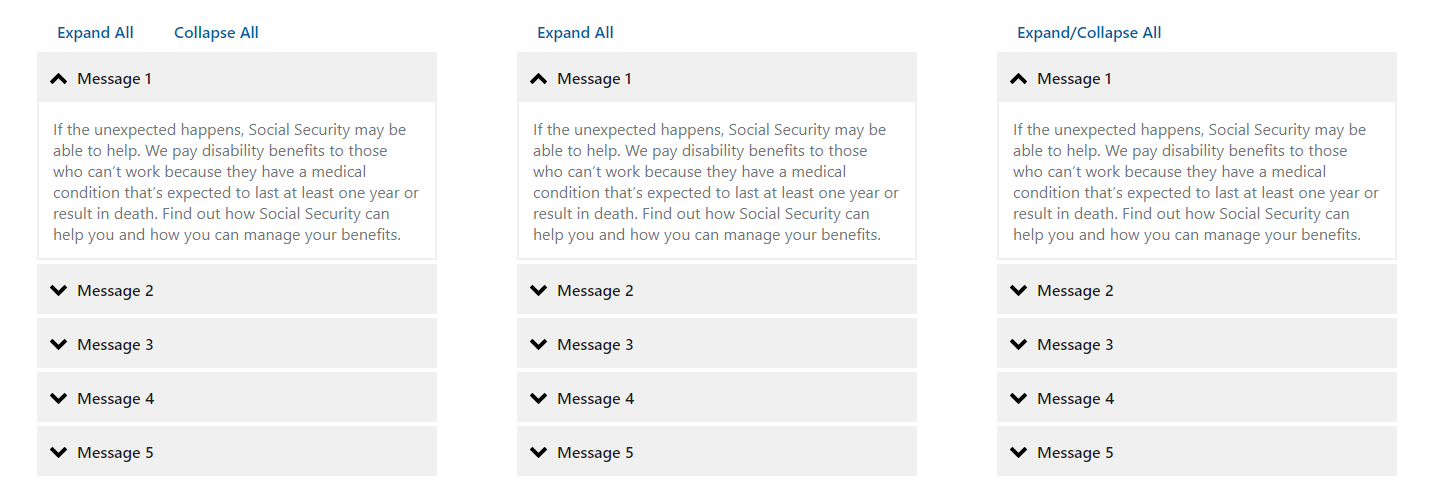 Expand All Collapse All
Message 1
If the unexpected happens, Social Security may be
able to help. We pay disability benefits to those
who can’t work because they have a medical
condition that’s expected to last at least one year or
result in death. Find out how Social Security can
help you and how you can manage your benefits.
Message 2
Message 3
Message 4
Message 5
Expand All
Message 1
If the unexpected happens, Social Security may be
able to help. We pay disability benefits to those
who can’t work because they have a medical
condition that’s expected to last at least one year or
result in death. Find out how Social Security can
help you and how you can manage your benefits.
Message 2
Message 3
Message 4
Message 5
Expand/Collapse All
Message 1
If the unexpected happens, Social Security may be
able to help. We pay disability benefits to those
who can’t work because they have a medical
condition that’s expected to last at least one year or
result in death. Find out how Social Security can
help you and how you can manage your benefits.
Message 2
Message 3
Message 4
Message 5